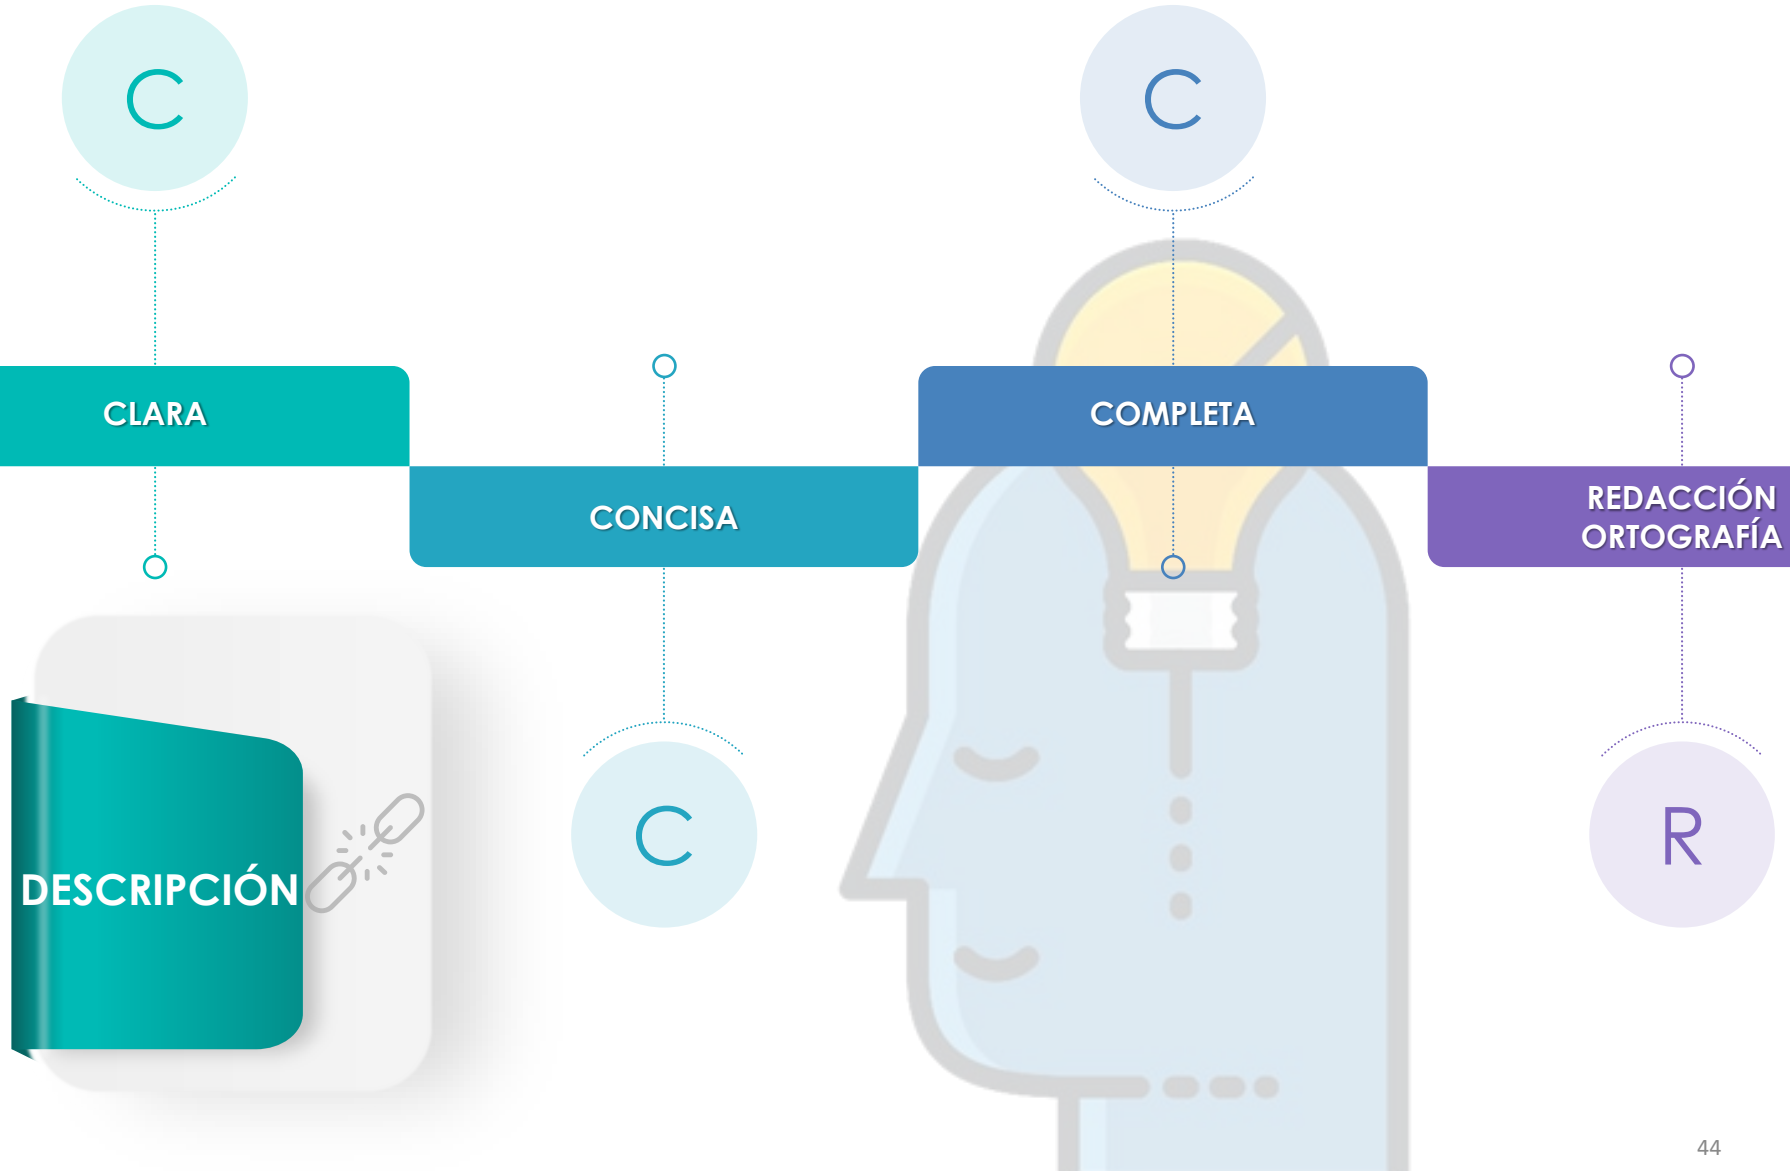 C
C
CLARA
COMPLETA
CONCISA
REDACCIÓN
ORTOGRAFÍA
C
R
DESCRIPCIÓN
44